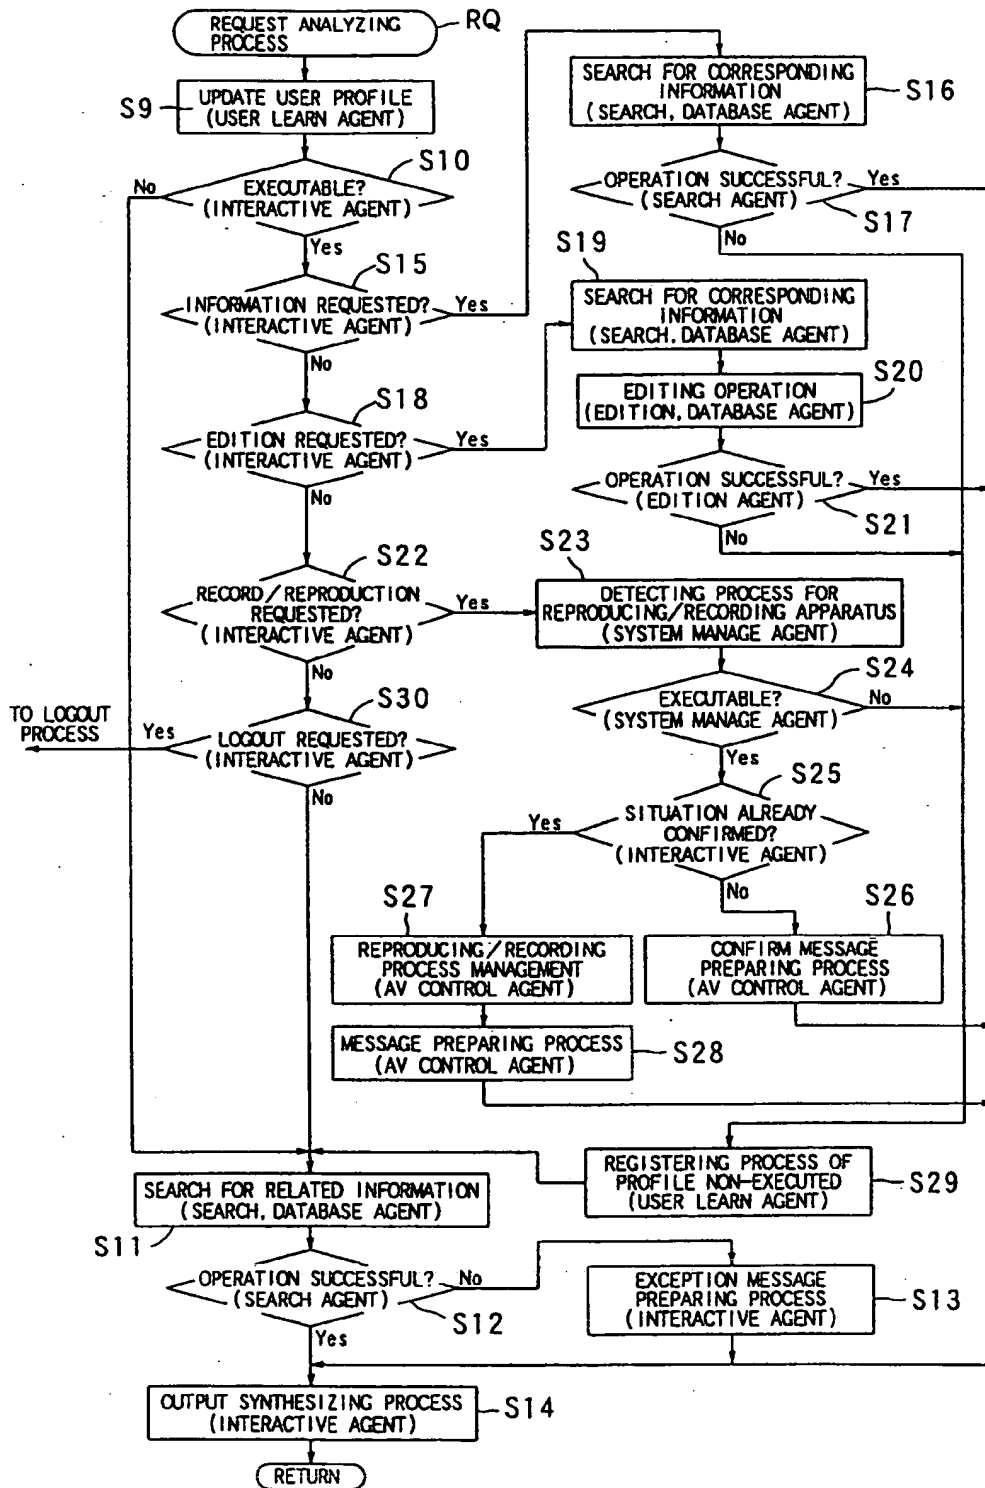 REQUEST ANALYZING
PROCESS
RQ
S9
UPDATE USER PROFILE
(USER LEARN AGENT)
S10
No
EXECUTABLE?
(INTERACTIVE AGENT)
Yes
S15
INFORMATION REQUESTED?
(INTERACTIVE AGENT)
Yes
No
S18
EDITION REQUESTED?
(INTERACTIVE AGENT)
Yes
No
S22
RECORD/REPRODUCTION
REQUESTED?
(INTERACTIVE AGENT)
Yes
No
S30
TO LOGOUT
PROCESS
Yes
LOGOUT REQUESTED?
(INTERACTIVE AGENT)
No
SEARCH FOR CORRESPONDING
INFORMATION
(SEARCH, DATABASE AGENT)
S16
OPERATION SUCCESSFUL?
(SEARCH AGENT)
Yes
S17
No
S19
SEARCH FOR CORRESPONDING
INFORMATION
(SEARCH, DATABASE AGENT)
S20
EDITING OPERATION
(EDITION, DATABASE AGENT)
OPERATION SUCCESSFUL?
(EDITION AGENT)
Yes
S21
No
S23
DETECTING PROCESS FOR
REPRODUCING/RECORDING APPARATUS
(SYSTEM MANAGE AGENT)
S24
EXECUTABLE?
(SYSTEM MANAGE AGENT)
No
Yes
S25
SITUATION ALREADY
CONFIRMED?
(INTERACTIVE AGENT)
Yes
No
S27
REPRODUCING/RECORDING
PROCESS MANAGEMENT
(AV CONTROL AGENT)
S26
CONFIRM MESSAGE
PREPARING PROCESS
(AV CONTROL AGENT)
MESSAGE PREPARING PROCESS
(AV CONTROL AGENT)
S28
REGISTERING PROCESS OF
PROFILE NON-EXECUTED
(USER LEARN AGENT)
S29
SEARCH FOR RELATED INFORMATION
(SEARCH, DATABASE AGENT)
S11
OPERATION SUCCESSFUL?
(SEARCH AGENT)
No
S12
Yes
EXCEPTION MESSAGE
PREPARING PROCESS
(INTERACTIVE AGENT)
S13
OUTPUT SYNTHESIZING PROCESS
(INTERACTIVE AGENT)
S14
RETURN